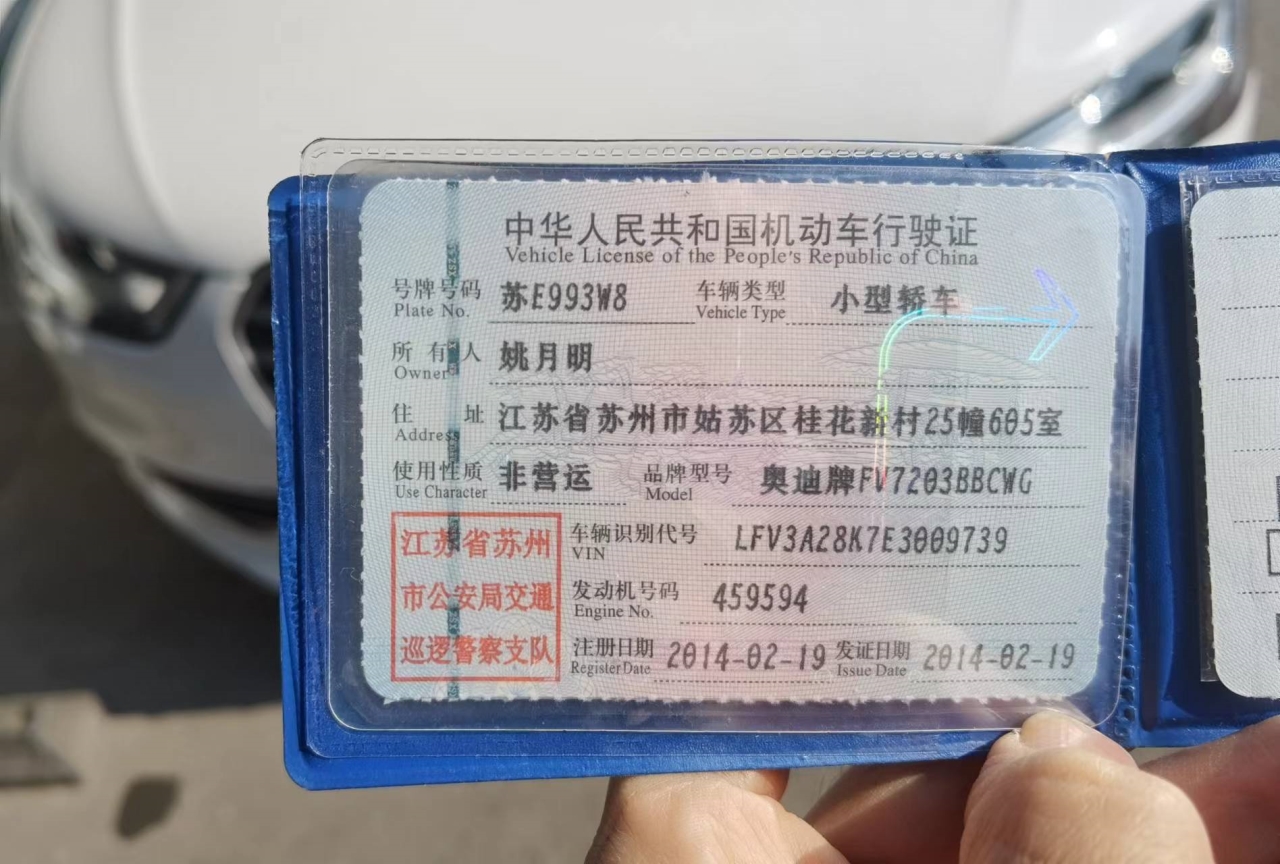 中华人民共和国机动车行驶证
Vehicle License of the People's Republic of China
号牌号码 苏E993W8 车辆类型 小型轿车
Plate No. Vehicle Type
所有人 姚月明
Owner
住址 江苏省苏州市姑苏区桂花新村25幢605室
Address
使用性质 非营运 品牌型号 奥迪牌FV7203BBCWG
Use Character Model
江苏省苏州
市公安局交通
巡逻警察支队
车辆识别代号 LFV3A28K7E3009739
VIN
发动机号码 459594
Engine No.
注册日期 2014-02-19 发证日期 2014-02-19
Register Date Issue Date